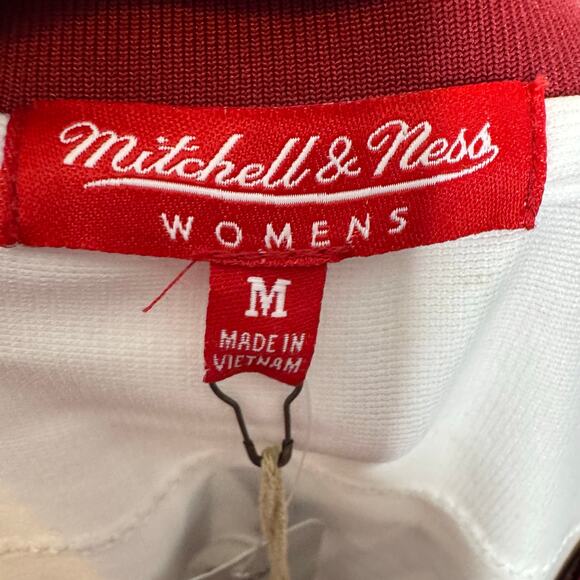 Mitchell & Ness
WOMENS
M
MADE IN
VIETNAM